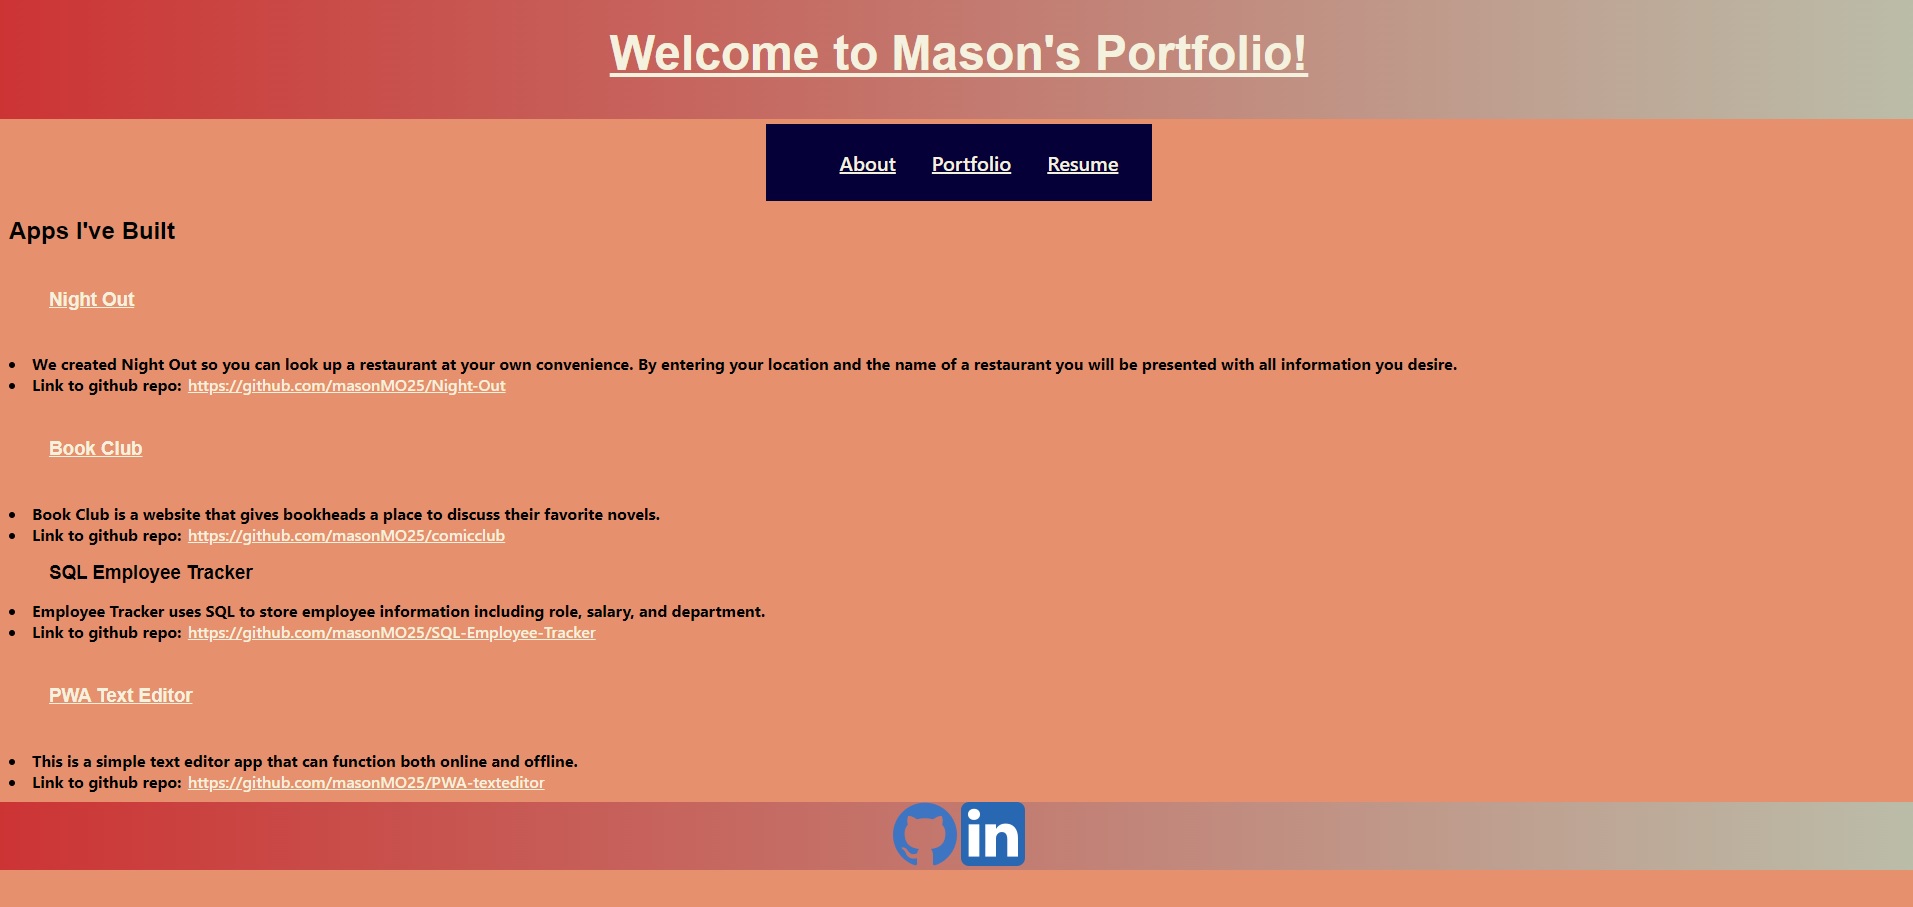 Welcome to Mason's Portfolio!
About Portfolio Resume
Apps I've Built
Night Out
• We created Night Out so you can look up a restaurant at your own convenience. By entering your location and the name of a restaurant you will be presented with all information you desire.
• Link to github repo: https://github.com/masonMO25/Night-Out
Book Club
• Book Club is a website that gives bookheads a place to discuss their favorite novels.
• Link to github repo: https://github.com/masonMO25/comicclub
SQL Employee Tracker
• Employee Tracker uses SQL to store employee information including role, salary, and department.
• Link to github repo: https://github.com/masonMO25/SQL-Employee-Tracker
PWA Text Editor
• This is a simple text editor app that can function both online and offline.
• Link to github repo: https://github.com/masonMO25/PWA-texteditor
in